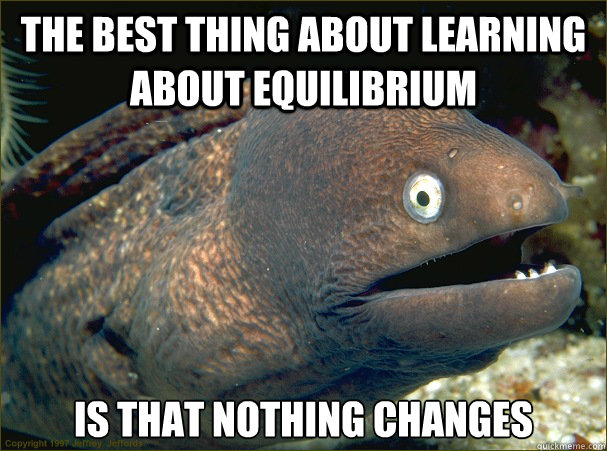 THE BEST THING ABOUT LEARNING
ABOUT EQUILIBRIUM
IS THAT NOTHING CHANGES
Copyright 1997 Jeffrey Jeffords
quickmeme.com